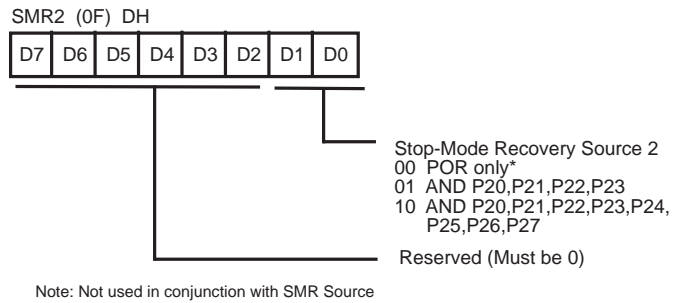 SMR2 (0F) DH
D7 D6 D5 D4 D3 D2 D1 D0
Stop-Mode Recovery Source 2
00 POR only*
01 AND P20,P21,P22,P23
10 AND P20,P21,P22,P23,P24,
P25,P26,P27
Reserved (Must be 0)
Note: Not used in conjunction with SMR Source